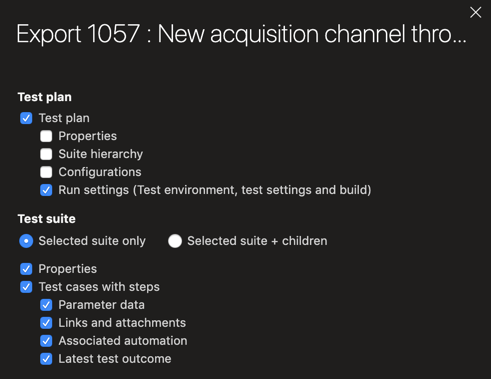 Export 1057 : New acquisition channel thro...
Test plan
Test plan
Properties
Suite hierarchy
Configurations
Run settings (Test environment, test settings and build)
Test suite
Selected suite only
Selected suite + children
Properties
Test cases with steps
Parameter data
Links and attachments
Associated automation
Latest test outcome